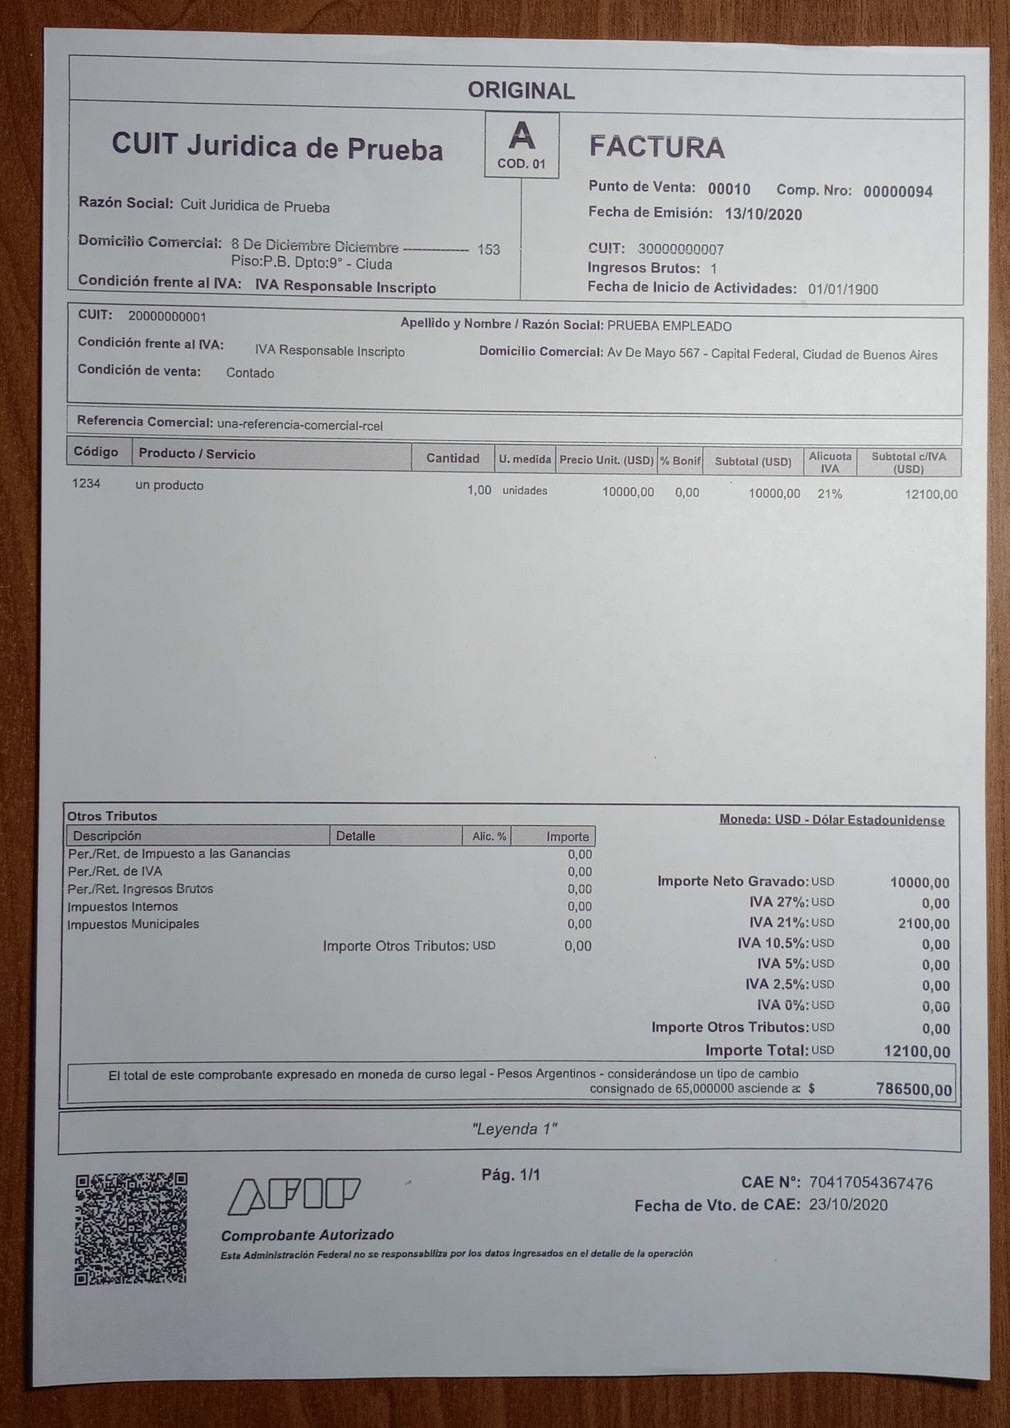 ORIGINAL
CUIT Juridica de Prueba
A
COD. 01
FACTURA
Punto de Venta: 00010 Comp. Nro: 00000094
Fecha de Emisión: 13/10/2020
Razón Social: Cuit Juridica de Prueba
Domicilio Comercial: 8 De Diciembre Diciembre ------------- 153
Piso:P.B. Dpto:9° - Ciuda
Condición frente al IVA: IVA Responsable Inscripto
CUIT: 30000000007
Ingresos Brutos: 1
Fecha de Inicio de Actividades: 01/01/1900
CUIT: 20000000001
Apellido y Nombre / Razón Social: PRUEBA EMPLEADO
Condición frente al IVA: IVA Responsable Inscripto
Domicilio Comercial: Av De Mayo 567 - Capital Federal, Ciudad de Buenos Aires
Condición de venta: Contado
Referencia Comercial: una-referencia-comercial-rcel
Código Producto / Servicio Cantidad U. medida Precio Unit. (USD) % Bonif Subtotal (USD) Alicuota IVA Subtotal c/IVA (USD)
1234 un producto 1,00 unidades 10000,00 0,00 10000,00 21% 12100,00
Otros Tributos
Descripción Detalle Alíc. % Importe
Per./Ret. de Impuesto a las Ganancias 0,00
Per./Ret. de IVA 0,00
Per./Ret. Ingresos Brutos 0,00
Impuestos Internos 0,00
Impuestos Municipales 0,00
Importe Otros Tributos: USD 0,00
Moneda: USD - Dólar Estadounidense
Importe Neto Gravado: USD 10000,00
IVA 27%: USD 0,00
IVA 21%: USD 2100,00
IVA 10.5%: USD 0,00
IVA 5%: USD 0,00
IVA 2.5%: USD 0,00
IVA 0%: USD 0,00
Importe Otros Tributos: USD 0,00
Importe Total: USD 12100,00
El total de este comprobante expresado en moneda de curso legal - Pesos Argentinos - considerándose un tipo de cambio
consignado de 65,000000 asciende a: $ 786500,00
"Leyenda 1"
AFIP
Comprobante Autorizado
Esta Administración Federal no se responsabiliza por los datos ingresados en el detalle de la operación
Pág. 1/1
CAE N°: 70417054367476
Fecha de Vto. de CAE: 23/10/2020